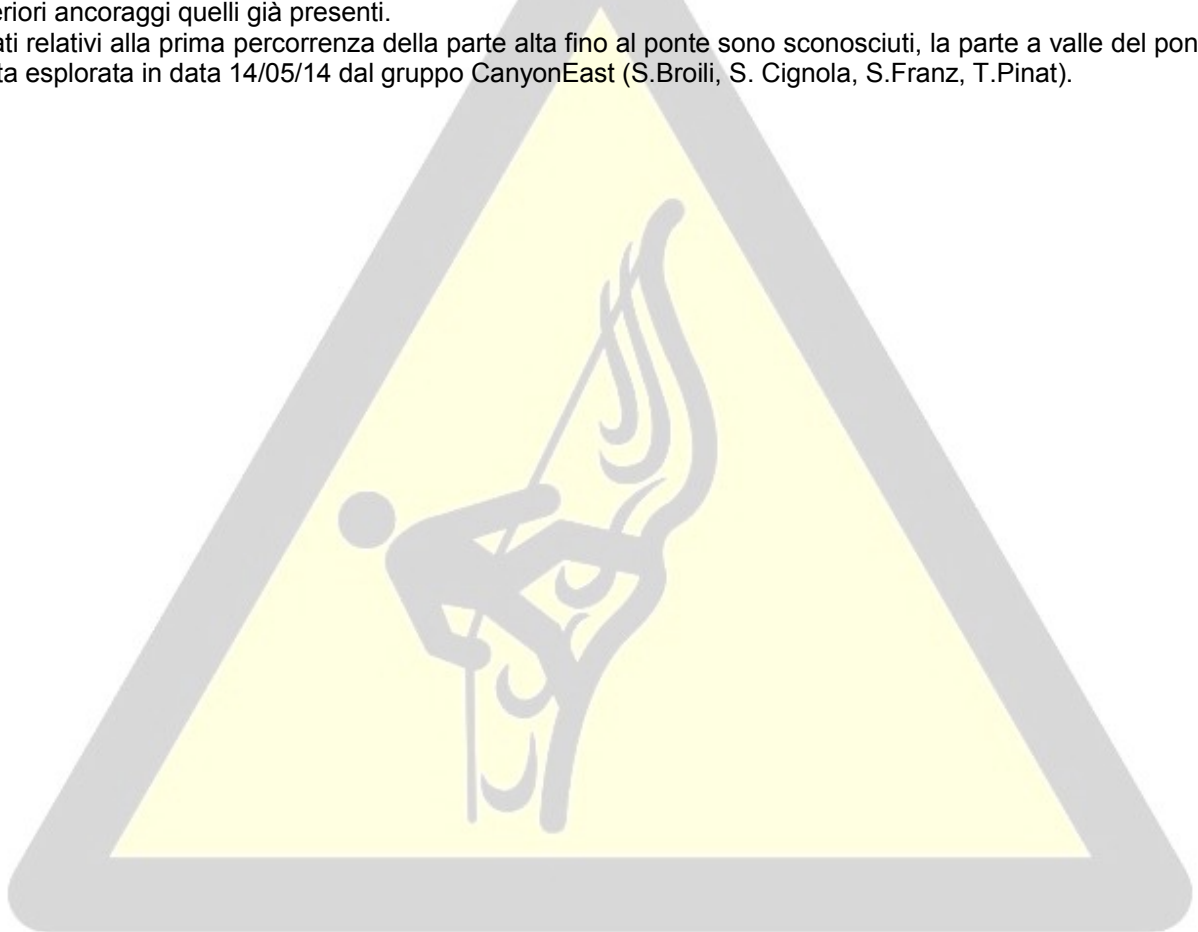 eriori ancoraggi quelli già presenti.
ati relativi alla prima percorrenza della parte alta fino al ponte sono sconosciuti, la parte a valle del pon
ta esplorata in data 14/05/14 dal gruppo CanyonEast (S.Broili, S. Cignola, S.Franz, T.Pinat).